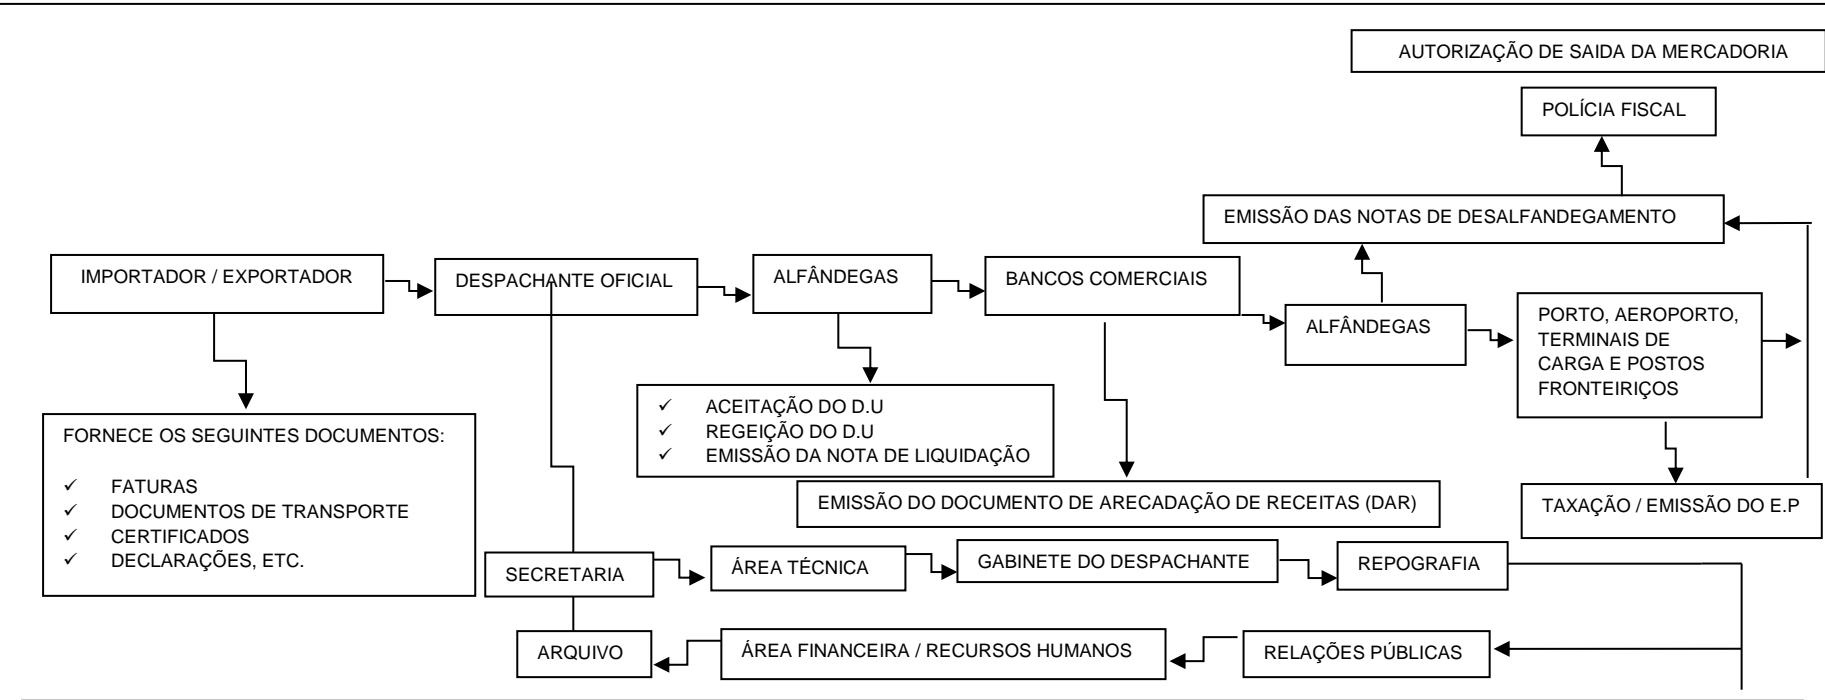 AUTORIZAÇÃO DE SAIDA DA MERCADORIA
POLÍCIA FISCAL
EMISSÃO DAS NOTAS DE DESALFANDEGAMENTO
IMPORTADOR / EXPORTADOR
DESPACHANTE OFICIAL
ALFÂNDEGAS
BANCOS COMERCIAIS
ALFÂNDEGAS
PORTO, AEROPORTO,
TERMINAIS DE
CARGA E POSTOS
FRONTEIRIÇOS
FORNECE OS SEGUINTES DOCUMENTOS:
✓ FATURAS
✓ DOCUMENTOS DE TRANSPORTE
✓ CERTIFICADOS
✓ DECLARAÇÕES, ETC.
✓ ACEITAÇÃO DO D.U
✓ REGEIÇÃO DO D.U
✓ EMISSÃO DA NOTA DE LIQUIDAÇÃO
EMISSÃO DO DOCUMENTO DE ARECADAÇÃO DE RECEITAS (DAR)
TAXAÇÃO / EMISSÃO DO E.P
SECRETARIA
ÁREA TÉCNICA
GABINETE DO DESPACHANTE
REPOGRAFIA
ARQUIVO
ÁREA FINANCEIRA / RECURSOS HUMANOS
RELAÇÕES PÚBLICAS